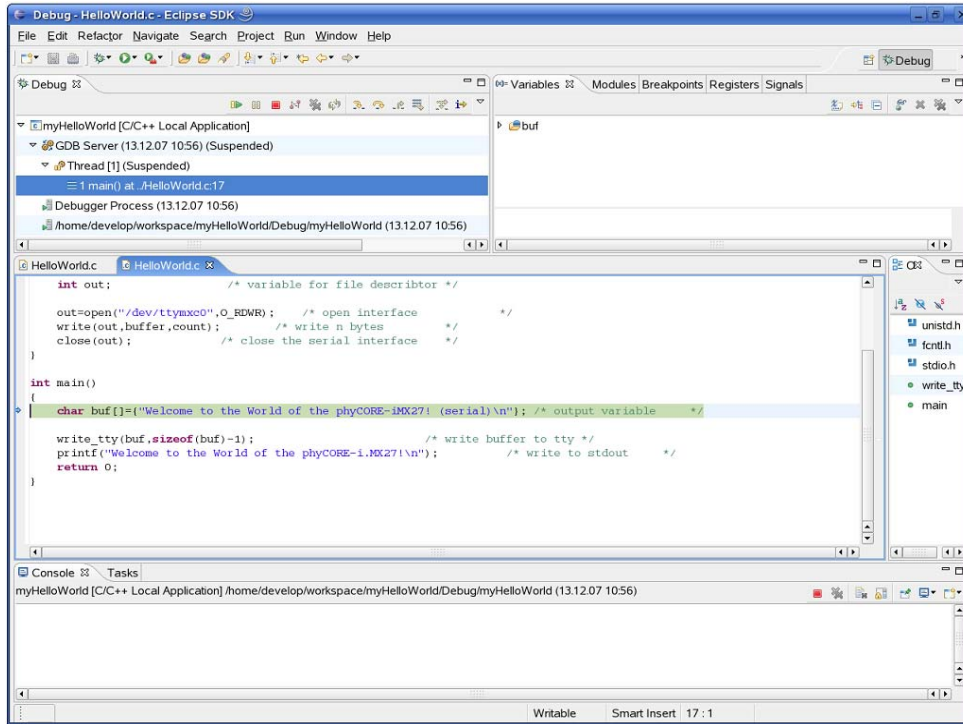 Debug - HelloWorld.c - Eclipse SDK
File Edit Refactor Navigate Search Project Run Window Help
Debug
Debug
myHelloWorld [C/C++ Local Application]
GDB Server (13.12.07 10:56) (Suspended)
Thread [1] (Suspended)
1 main() at ../HelloWorld.c:17
Debugger Process (13.12.07 10:56)
/home/develop/workspace/myHelloWorld/Debug/myHelloWorld (13.12.07 10:56)
Variables Modules Breakpoints Registers Signals
buf
HelloWorld.c HelloWorld.c
int out; /* variable for file describtor */
out=open("/dev/ttymxc0",O_RDWR); /* open interface */
write(out,buffer,count); /* write n bytes */
close(out); /* close the serial interface */
}
int main()
{
char buf[]={"Welcome to the World of the phyCORE-iMX27! (serial)\n"}; /* output variable */
write_tty(buf,sizeof(buf)-1); /* write buffer to tty */
printf("Welcome to the World of the phyCORE-i.MX27!\n"); /* write to stdout */
return 0;
}
unistd.h
fcntl.h
stdio.h
write_tty
main
Console Tasks
myHelloWorld [C/C++ Local Application] /home/develop/workspace/myHelloWorld/Debug/myHelloWorld (13.12.07 10:56)
Writable Smart Insert 17 : 1